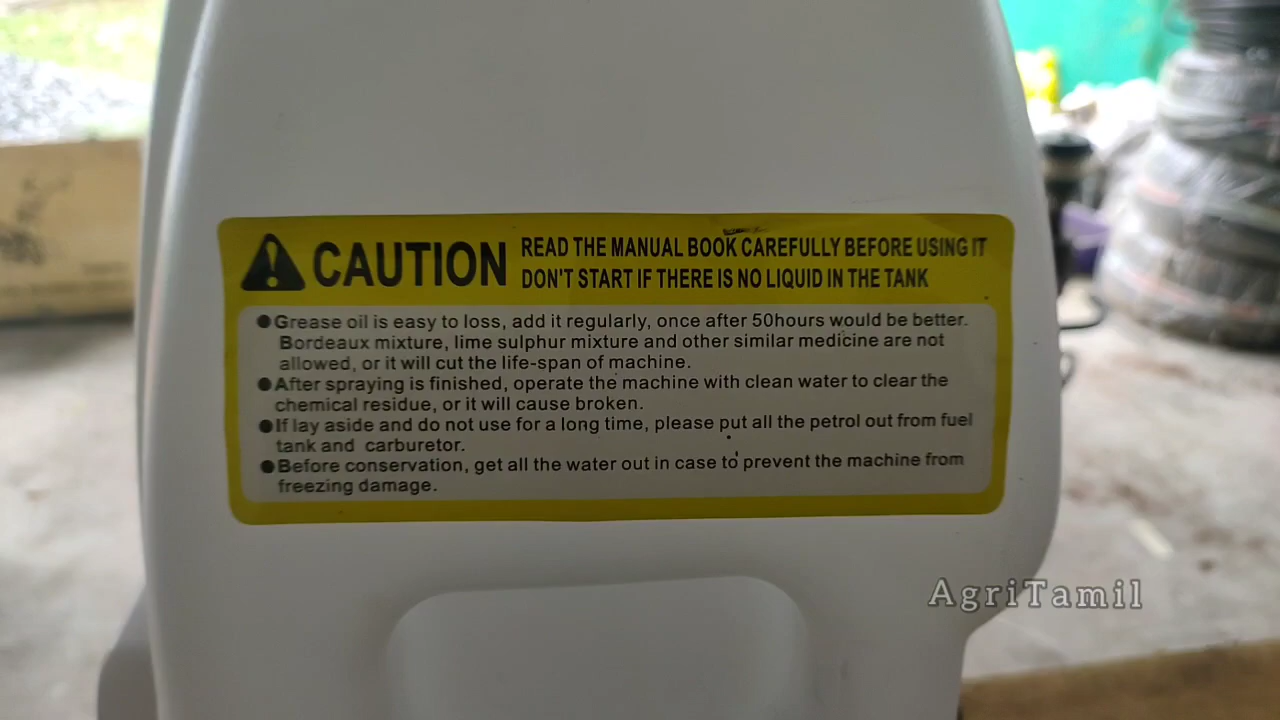 CAUTION
READ THE MANUAL BOOK CAREFULLY BEFORE USING IT
DON'T START IF THERE IS NO LIQUID IN THE TANK
●Grease oil is easy to loss, add it regularly, once after 50hours would be better.
Bordeaux mixture, lime sulphur mixture and other similar medicine are not
allowed, or it will cut the life-span of machine.
●After spraying is finished, operate the machine with clean water to clear the
chemical residue, or it will cause broken.
●If lay aside and do not use for a long time, please put all the petrol out from fuel
tank and carburetor.
●Before conservation, get all the water out in case to prevent the machine from
freezing damage.
AgriTamil